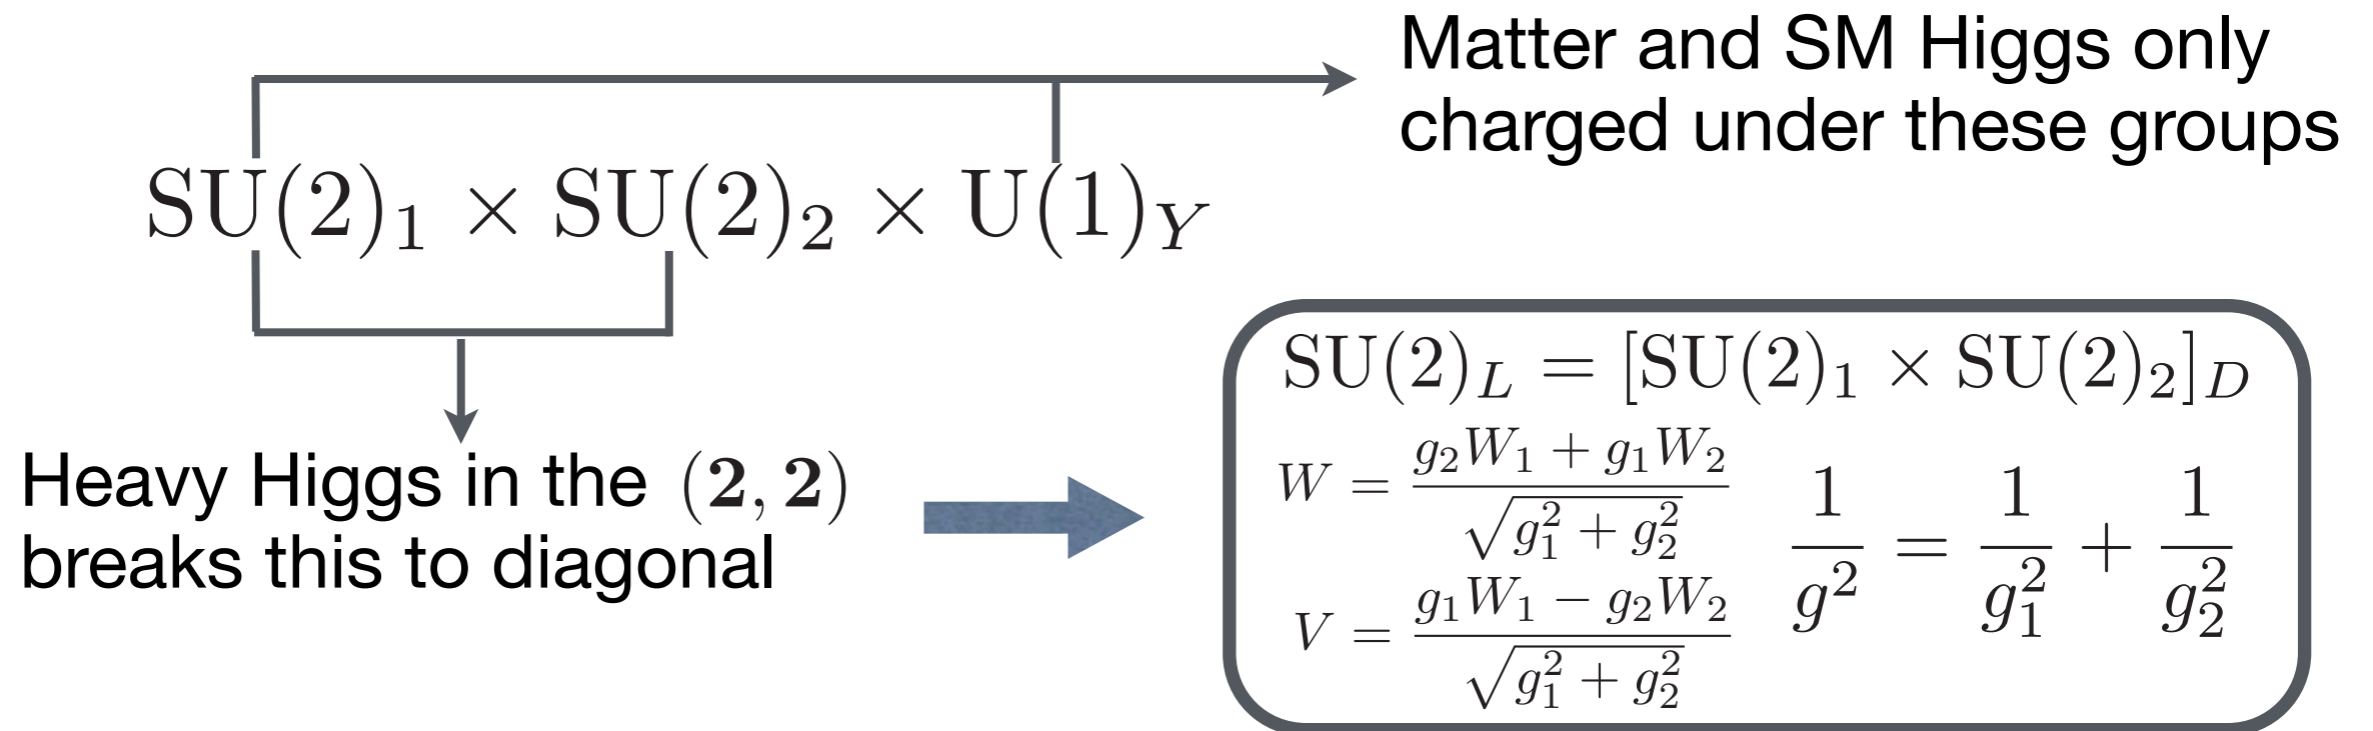 Matter and SM Higgs only
charged under these groups
SU(2)₁ × SU(2)₂ × U(1)_Y
Heavy Higgs in the (2, 2)
breaks this to diagonal
SU(2)_L = [SU(2)₁ × SU(2)₂]_D
W = (g₂W₁ + g₁W₂) / √(g₁² + g₂²)
V = (g₁W₁ − g₂W₂) / √(g₁² + g₂²)
1/g² = 1/g₁² + 1/g₂²